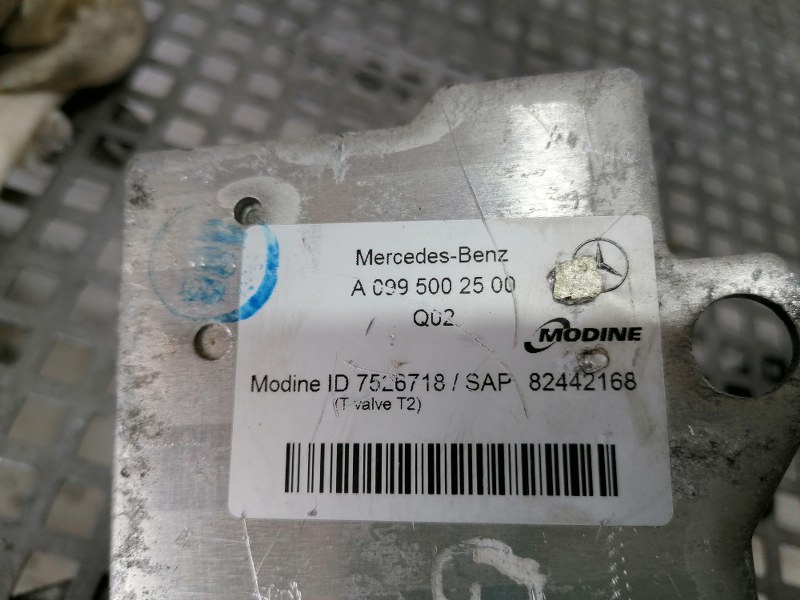 Mercedes-Benz
A 099 500 25 00
Q02
MODINE
Modine ID 7526718 / SAP 82442168
(T valve T2)